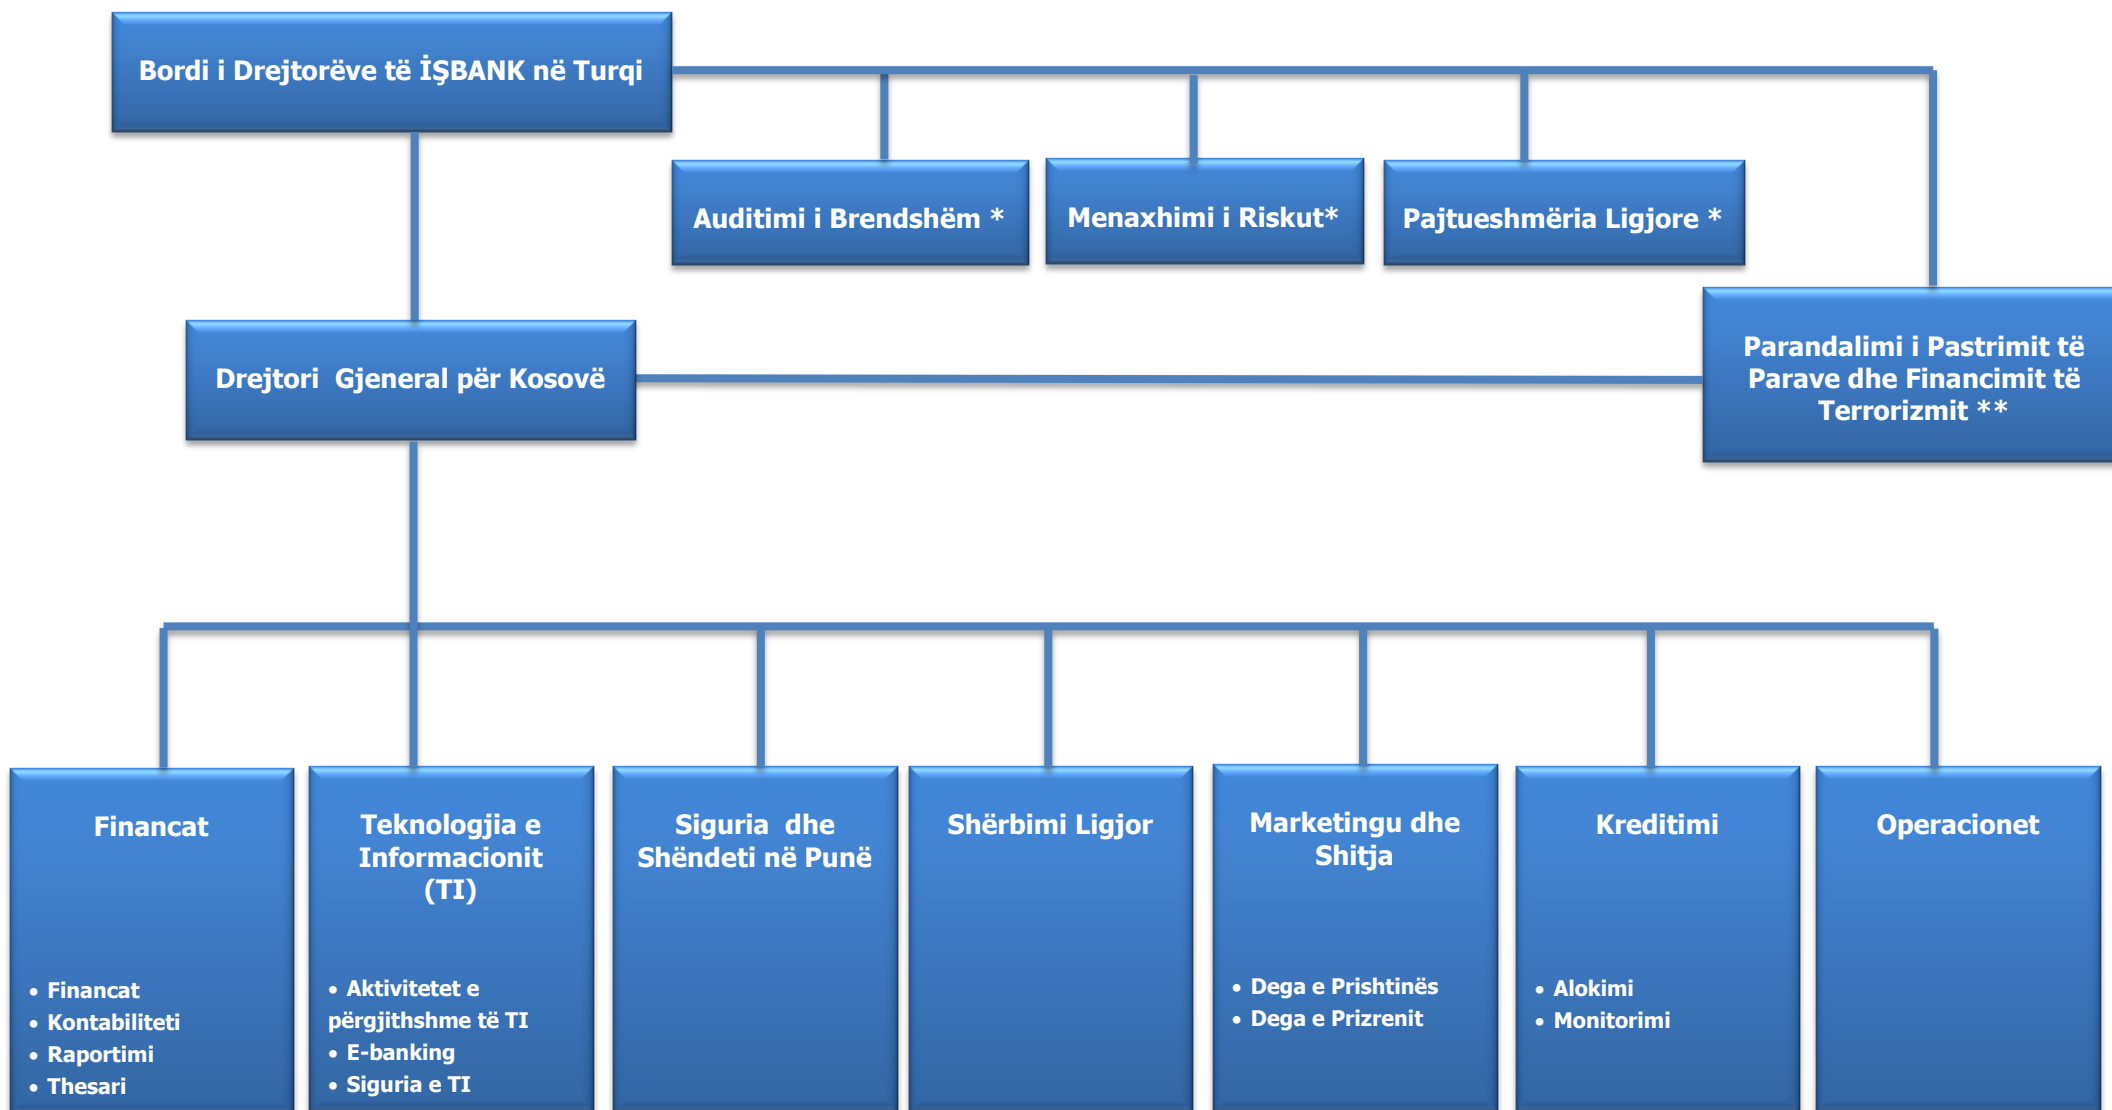 Bordi i Drejtorëve të İŞBANK në Turqi
Auditimi i Brendshëm *
Menaxhimi i Riskut*
Pajtueshmëria Ligjore *
Drejtori  Gjeneral për Kosovë
Parandalimi i Pastrimit të
Parave dhe Financimit të
Terrorizmit **
Financat
• Financat
• Kontabiliteti
• Raportimi
• Thesari
Teknologjia e
Informacionit
(TI)
• Aktivitetet e
përgjithshme të TI
• E-banking
• Siguria e TI
Siguria  dhe
Shëndeti në Punë
Shërbimi Ligjor
Marketingu dhe
Shitja
• Dega e Prishtinës
• Dega e Prizrenit
Kreditimi
• Alokimi
• Monitorimi
Operacionet